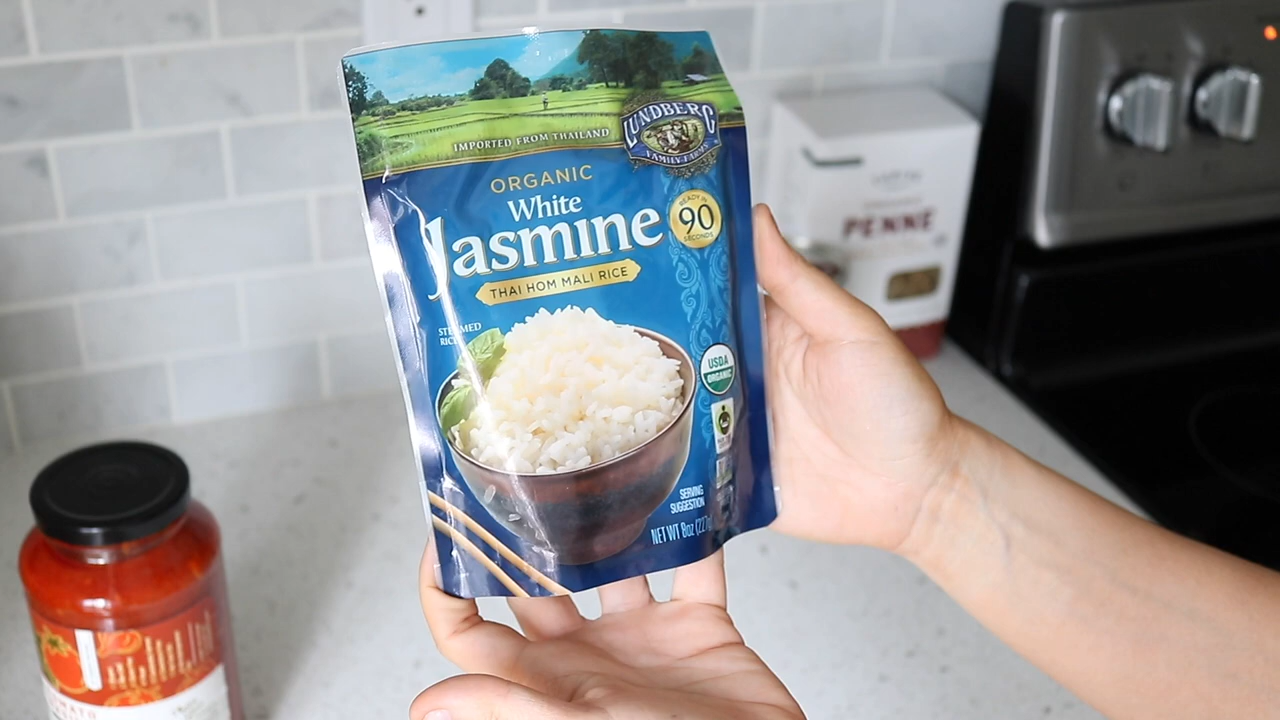 IMPORTED FROM THAILAND
LUNDBERG
FAMILY FARMS
ORGANIC
White
Jasmine
READY IN
90
SECONDS
THAI HOM MALI RICE
STEAMED
RICE
USDA
ORGANIC
SERVING
SUGGESTION
NET WT 8oz (227g
PENNE